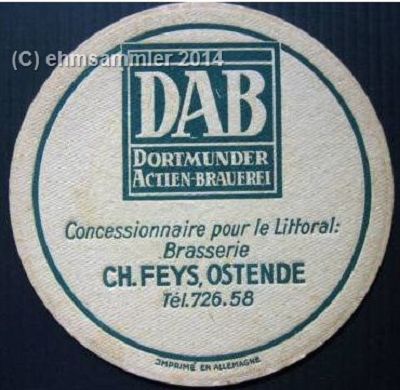 (C) ehmsammler 2014
DAB
DORTMUNDER
ACTIEN-BRAUEREI
Concessionnaire pour le Littoral:
Brasserie
CH. FEYS, OSTENDE
Tél. 726.58
IMPRIMÉ EN ALLEMAGNE